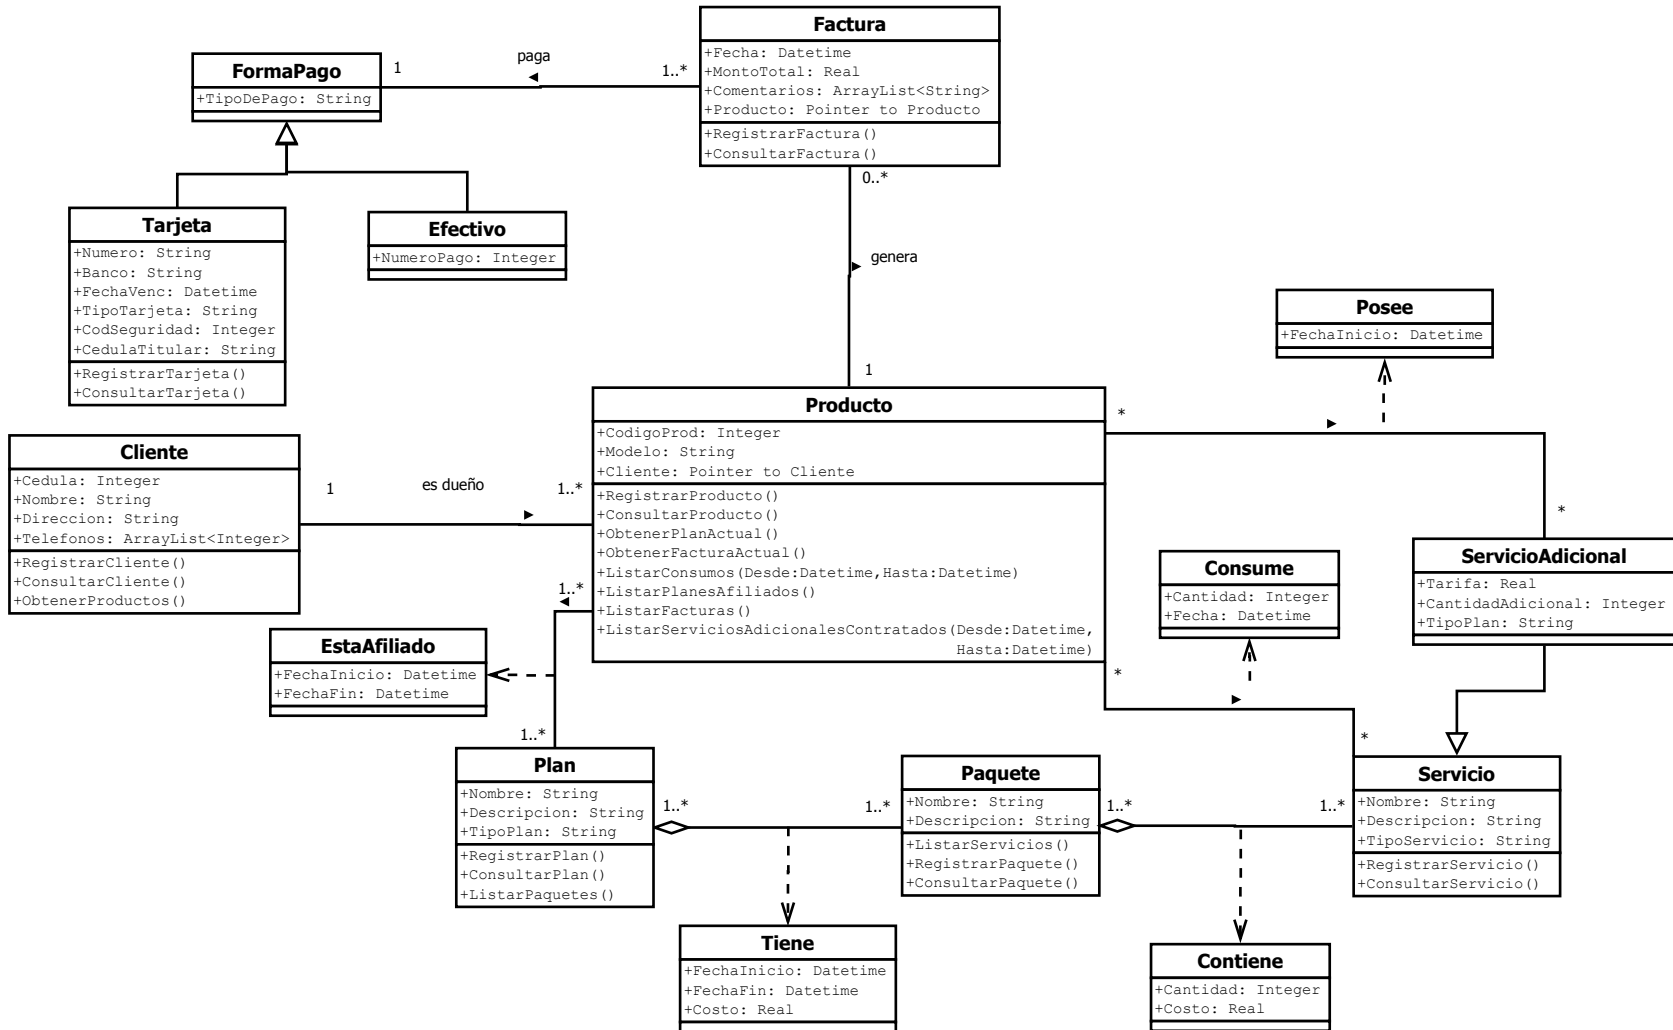 Factura
+Fecha: Datetime
+MontoTotal: Real
+Comentarios: ArrayList<String>
+Producto: Pointer to Producto
+RegistrarFactura()
+ConsultarFactura()
paga
1
1..*
FormaPago
+TipoDePago: String
0..*
Tarjeta
+Numero: String
+Banco: String
+FechaVenc: Datetime
+TipoTarjeta: String
+CodSeguridad: Integer
+CedulaTitular: String
+RegistrarTarjeta()
+ConsultarTarjeta()
Efectivo
+NumeroPago: Integer
genera
1
Posee
+FechaInicio: Datetime
Producto
+CodigoProd: Integer
+Modelo: String
+Cliente: Pointer to Cliente
+RegistrarProducto()
+ConsultarProducto()
+ObtenerPlanActual()
+ObtenerFacturaActual()
+ListarConsumos(Desde:Datetime,Hasta:Datetime)
+ListarPlanesAfiliados()
+ListarFacturas()
+ListarServiciosAdicionalesContratados(Desde:Datetime,
Hasta:Datetime)
*
*
Cliente
+Cedula: Integer
+Nombre: String
+Direccion: String
+Telefonos: ArrayList<Integer>
+RegistrarCliente()
+ConsultarCliente()
+ObtenerProductos()
1
es dueño
1..*
1..*
Consume
+Cantidad: Integer
+Fecha: Datetime
ServicioAdicional
+Tarifa: Real
+CantidadAdicional: Integer
+TipoPlan: String
EstaAfiliado
+FechaInicio: Datetime
+FechaFin: Datetime
*
*
1..*
Plan
+Nombre: String
+Descripcion: String
+TipoPlan: String
+RegistrarPlan()
+ConsultarPlan()
+ListarPaquetes()
1..*
1..*
Paquete
+Nombre: String
+Descripcion: String
+ListarServicios()
+RegistrarPaquete()
+ConsultarPaquete()
1..*
1..*
Servicio
+Nombre: String
+Descripcion: String
+TipoServicio: String
+RegistrarServicio()
+ConsultarServicio()
Tiene
+FechaInicio: Datetime
+FechaFin: Datetime
+Costo: Real
Contiene
+Cantidad: Integer
+Costo: Real